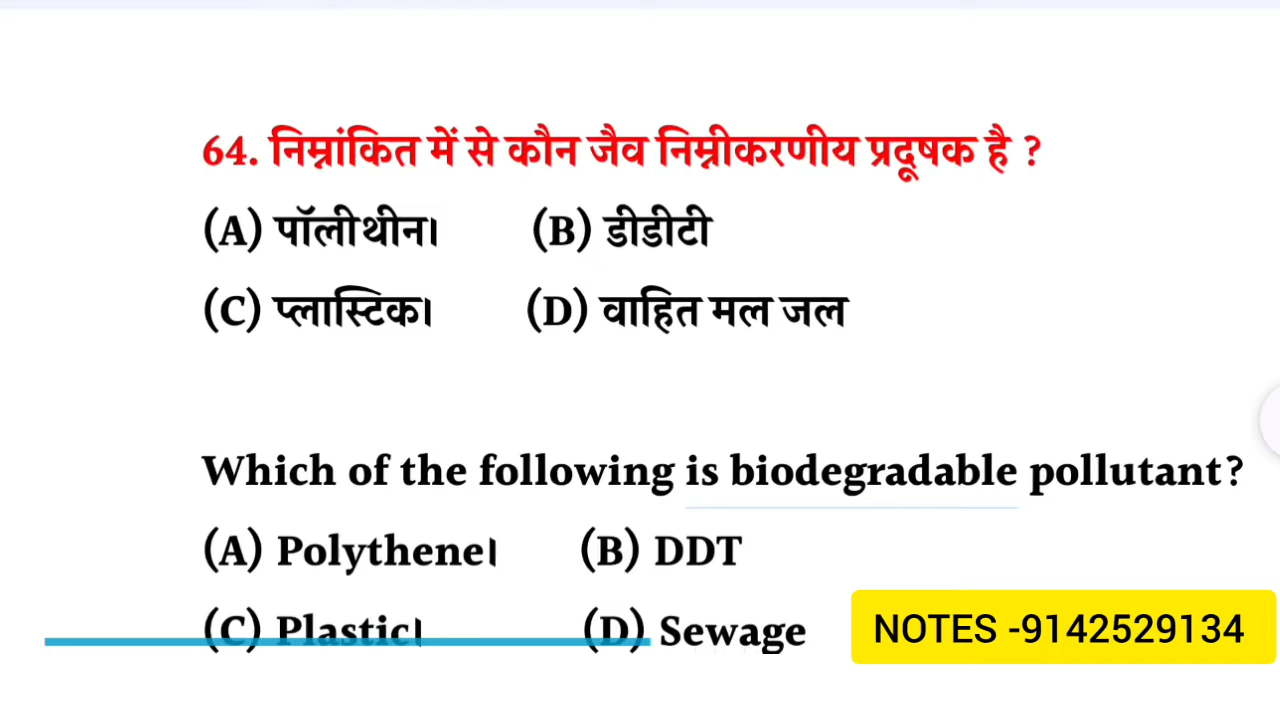 64. निम्नांकित में से कौन जैव निम्नीकरणीय प्रदूषक है ?
(A) पॉलीथीन। (B) डीडीटी
(C) प्लास्टिक। (D) वाहित मल जल
Which of the following is biodegradable pollutant?
(A) Polythene। (B) DDT
(C) Plastic। (D) Sewage
NOTES -9142529134